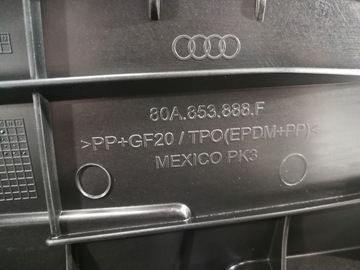 80A.853.888.F
>PP+GF20 / TPO(EPDM+PP)<
MEXICO PK3